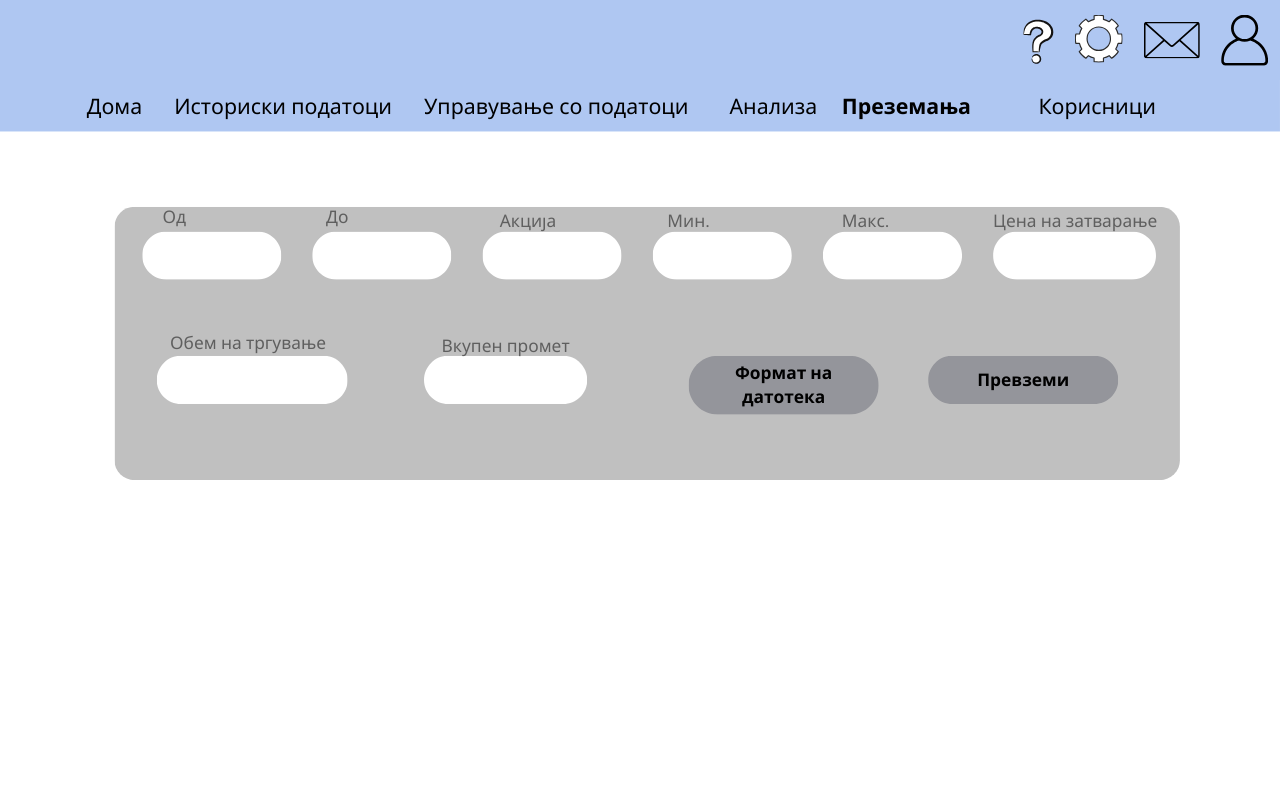 Дома Историски податоци Управување со податоци Анализа Преземања Корисници
Од До Акција Мин. Макс. Цена на затварање
Обем на тргување Вкупен промет Формат на
датотека
Превземи